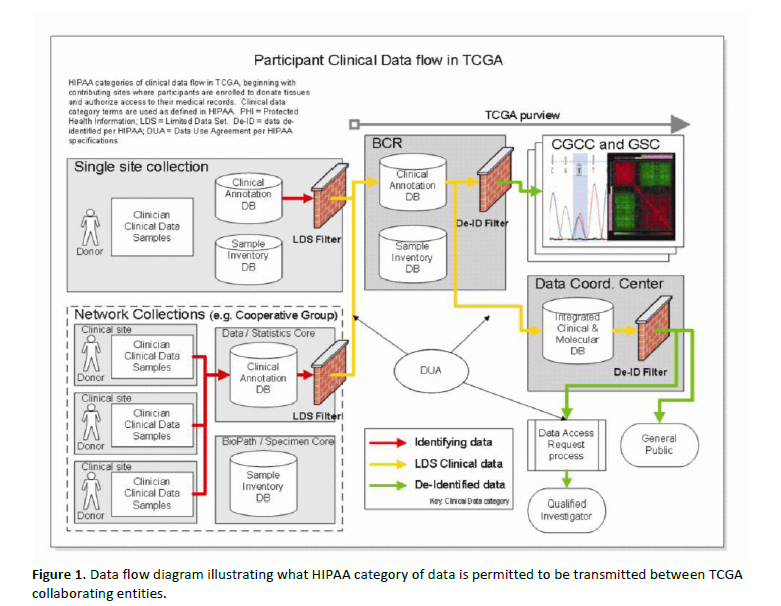 Participant Clinical Data flow in TCGA
HIPAA categories of clinical data flow in TCGA, beginning with
contributing sites where participants are enrolled to donate tissues
and authorize access to their medical records. Clinical data
category terms are used as defined in HIPAA. PHI = Protected
Health Information; LDS = Limited Data Set. De-ID = data de-
identified per HIPAA; DUA = Data Use Agreement per HIPAA
specifications
TCGA purview
Single site collection
Donor
Clinician
Clinical Data
Samples
Clinical
Annotation
DB
Sample
Inventory
DB
LDS Filter
BCR
Clinical
Annotation
DB
Sample
Inventory
DB
De-ID Filter
CGCC and GSC
Network Collections (e.g. Cooperative Group)
Clinical site
Donor
Clinician
Clinical Data
Samples
Clinical site
Donor
Clinician
Clinical Data
Samples
Clinical site
Donor
Clinician
Clinical Data
Samples
Data / Statistics Core
Clinical
Annotation
DB
LDS Filter
BioPath / Specimen Core
Sample
Inventory
DB
DUA
Data Coord. Center
Integrated
Clinical &
Molecular
DB
De-ID Filter
Data Access
Request
process
General
Public
Qualified
Investigator
Identifying data
LDS Clinical data
De-Identified data
Key: Clinical Data category
Figure 1. Data flow diagram illustrating what HIPAA category of data is permitted to be transmitted between TCGA
collaborating entities.